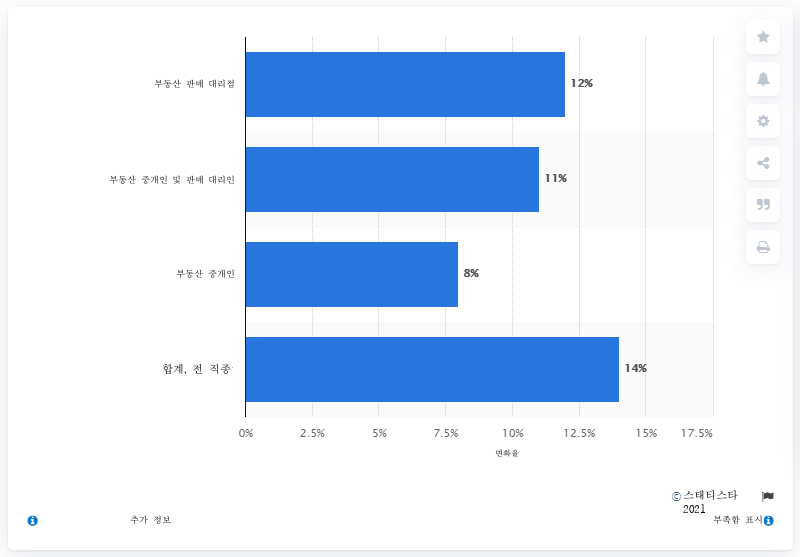 부동산 판매 대리점
12%
부동산 중개인 및 판매 대리인
11%
부동산 중개인
8%
합계, 전 직종
14%
0% 2.5% 5% 7.5% 10% 12.5% 15% 17.5%
변화율
© 스태티스타
2021
추가 정보
부족함 표시